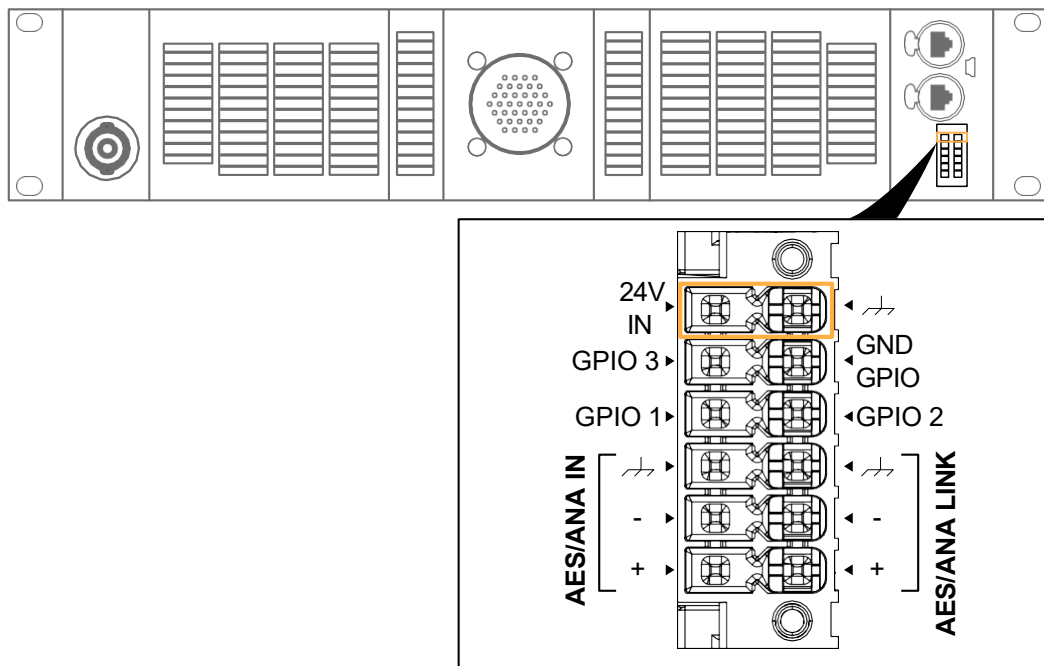 24V
IN
GPIO 3
GND
GPIO
GPIO 1
GPIO 2
AES/ANA IN
-
+
AES/ANA LINK
-
+